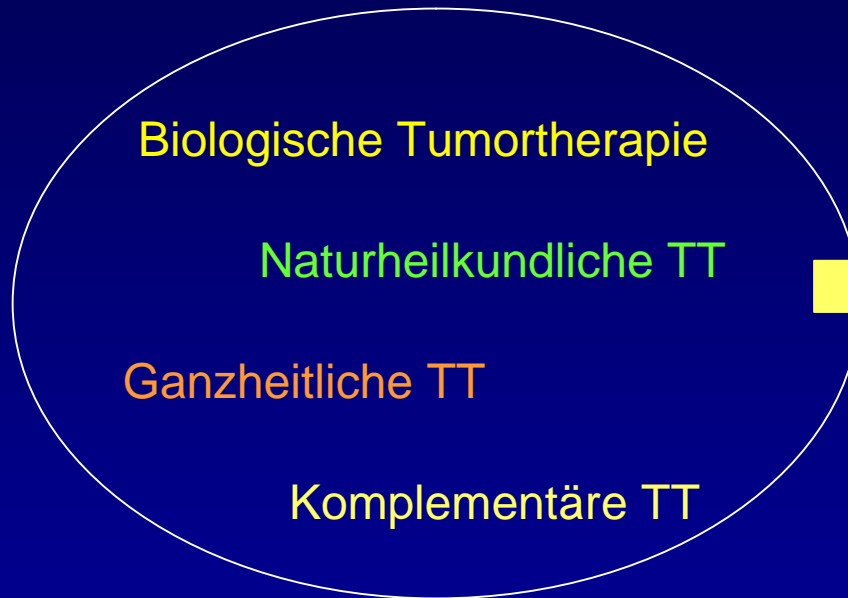 Biologische Tumortherapie
Naturheilkundliche TT
Ganzheitliche TT
Komplementäre TT